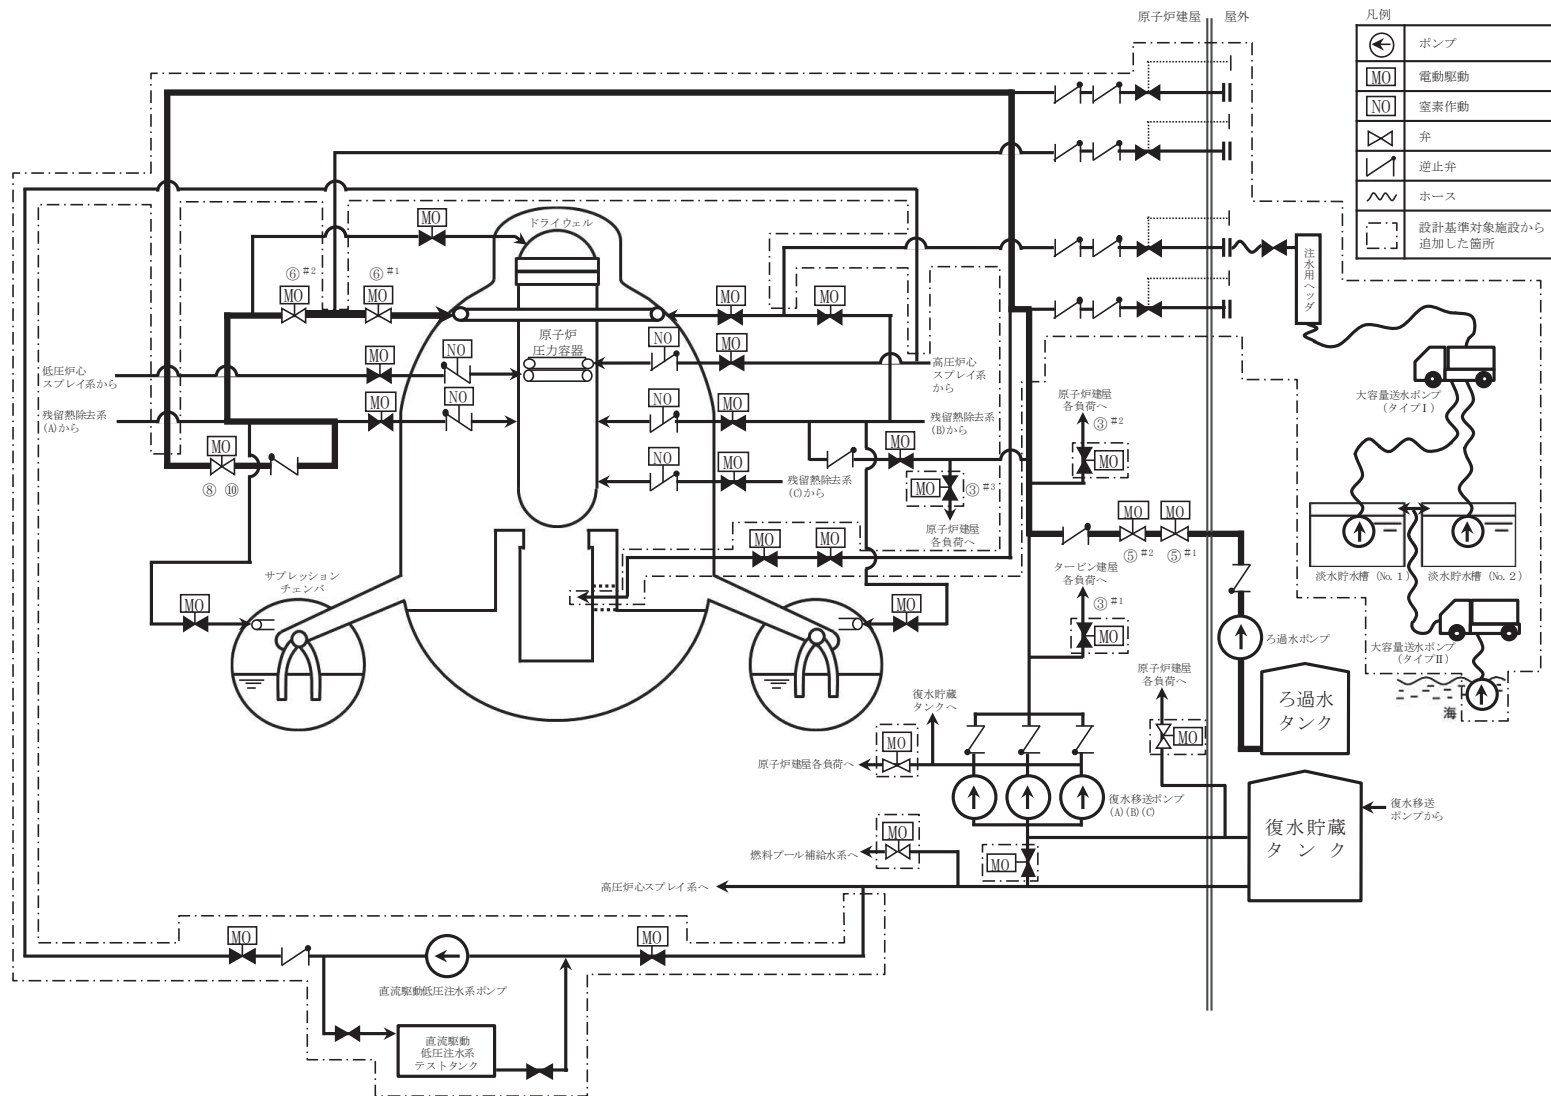 原子炉建屋
屋外
凡例
ポンプ
MO
電動駆動
NO
窒素作動
弁
逆止弁
ホース
設計基準対象施設から
追加した箇所
注水用ヘッダ
MO
ドライウェル
⑥#2
⑥#1
MO
MO
MO
MO
原子炉
圧力容器
NO
MO
低圧炉心
スプレイ系から
MO
NO
高圧炉心
スプレイ系
から
残留熱除去系
(A)から
MO
NO
NO
MO
残留熱除去系
(B)から
MO
⑧ ⑩
NO
MO
残留熱除去系
(C)から
MO
MO
③#3
原子炉建屋
各負荷へ
原子炉建屋
各負荷へ
③#2
MO
大容量送水ポンプ
(タイプⅠ)
MO
MO
⑤#2
⑤#1
淡水貯水槽 (No. 1)
淡水貯水槽 (No. 2)
MO
MO
サプレッション
チェンバ
MO
MO
タービン建屋
各負荷へ
③#1
MO
ろ過水ポンプ
大容量送水ポンプ
(タイプⅡ)
海
ろ過水
タンク
原子炉建屋
各負荷へ
MO
復水貯蔵
タンクへ
MO
原子炉建屋各負荷へ
復水移送ポンプ
(A)(B)(C)
復水移送
ポンプから
復水貯蔵
タンク
MO
燃料プール補給水系へ
MO
高圧炉心スプレイ系へ
MO
MO
直流駆動低圧注水系ポンプ
直流駆動
低圧注水系
テストタンク